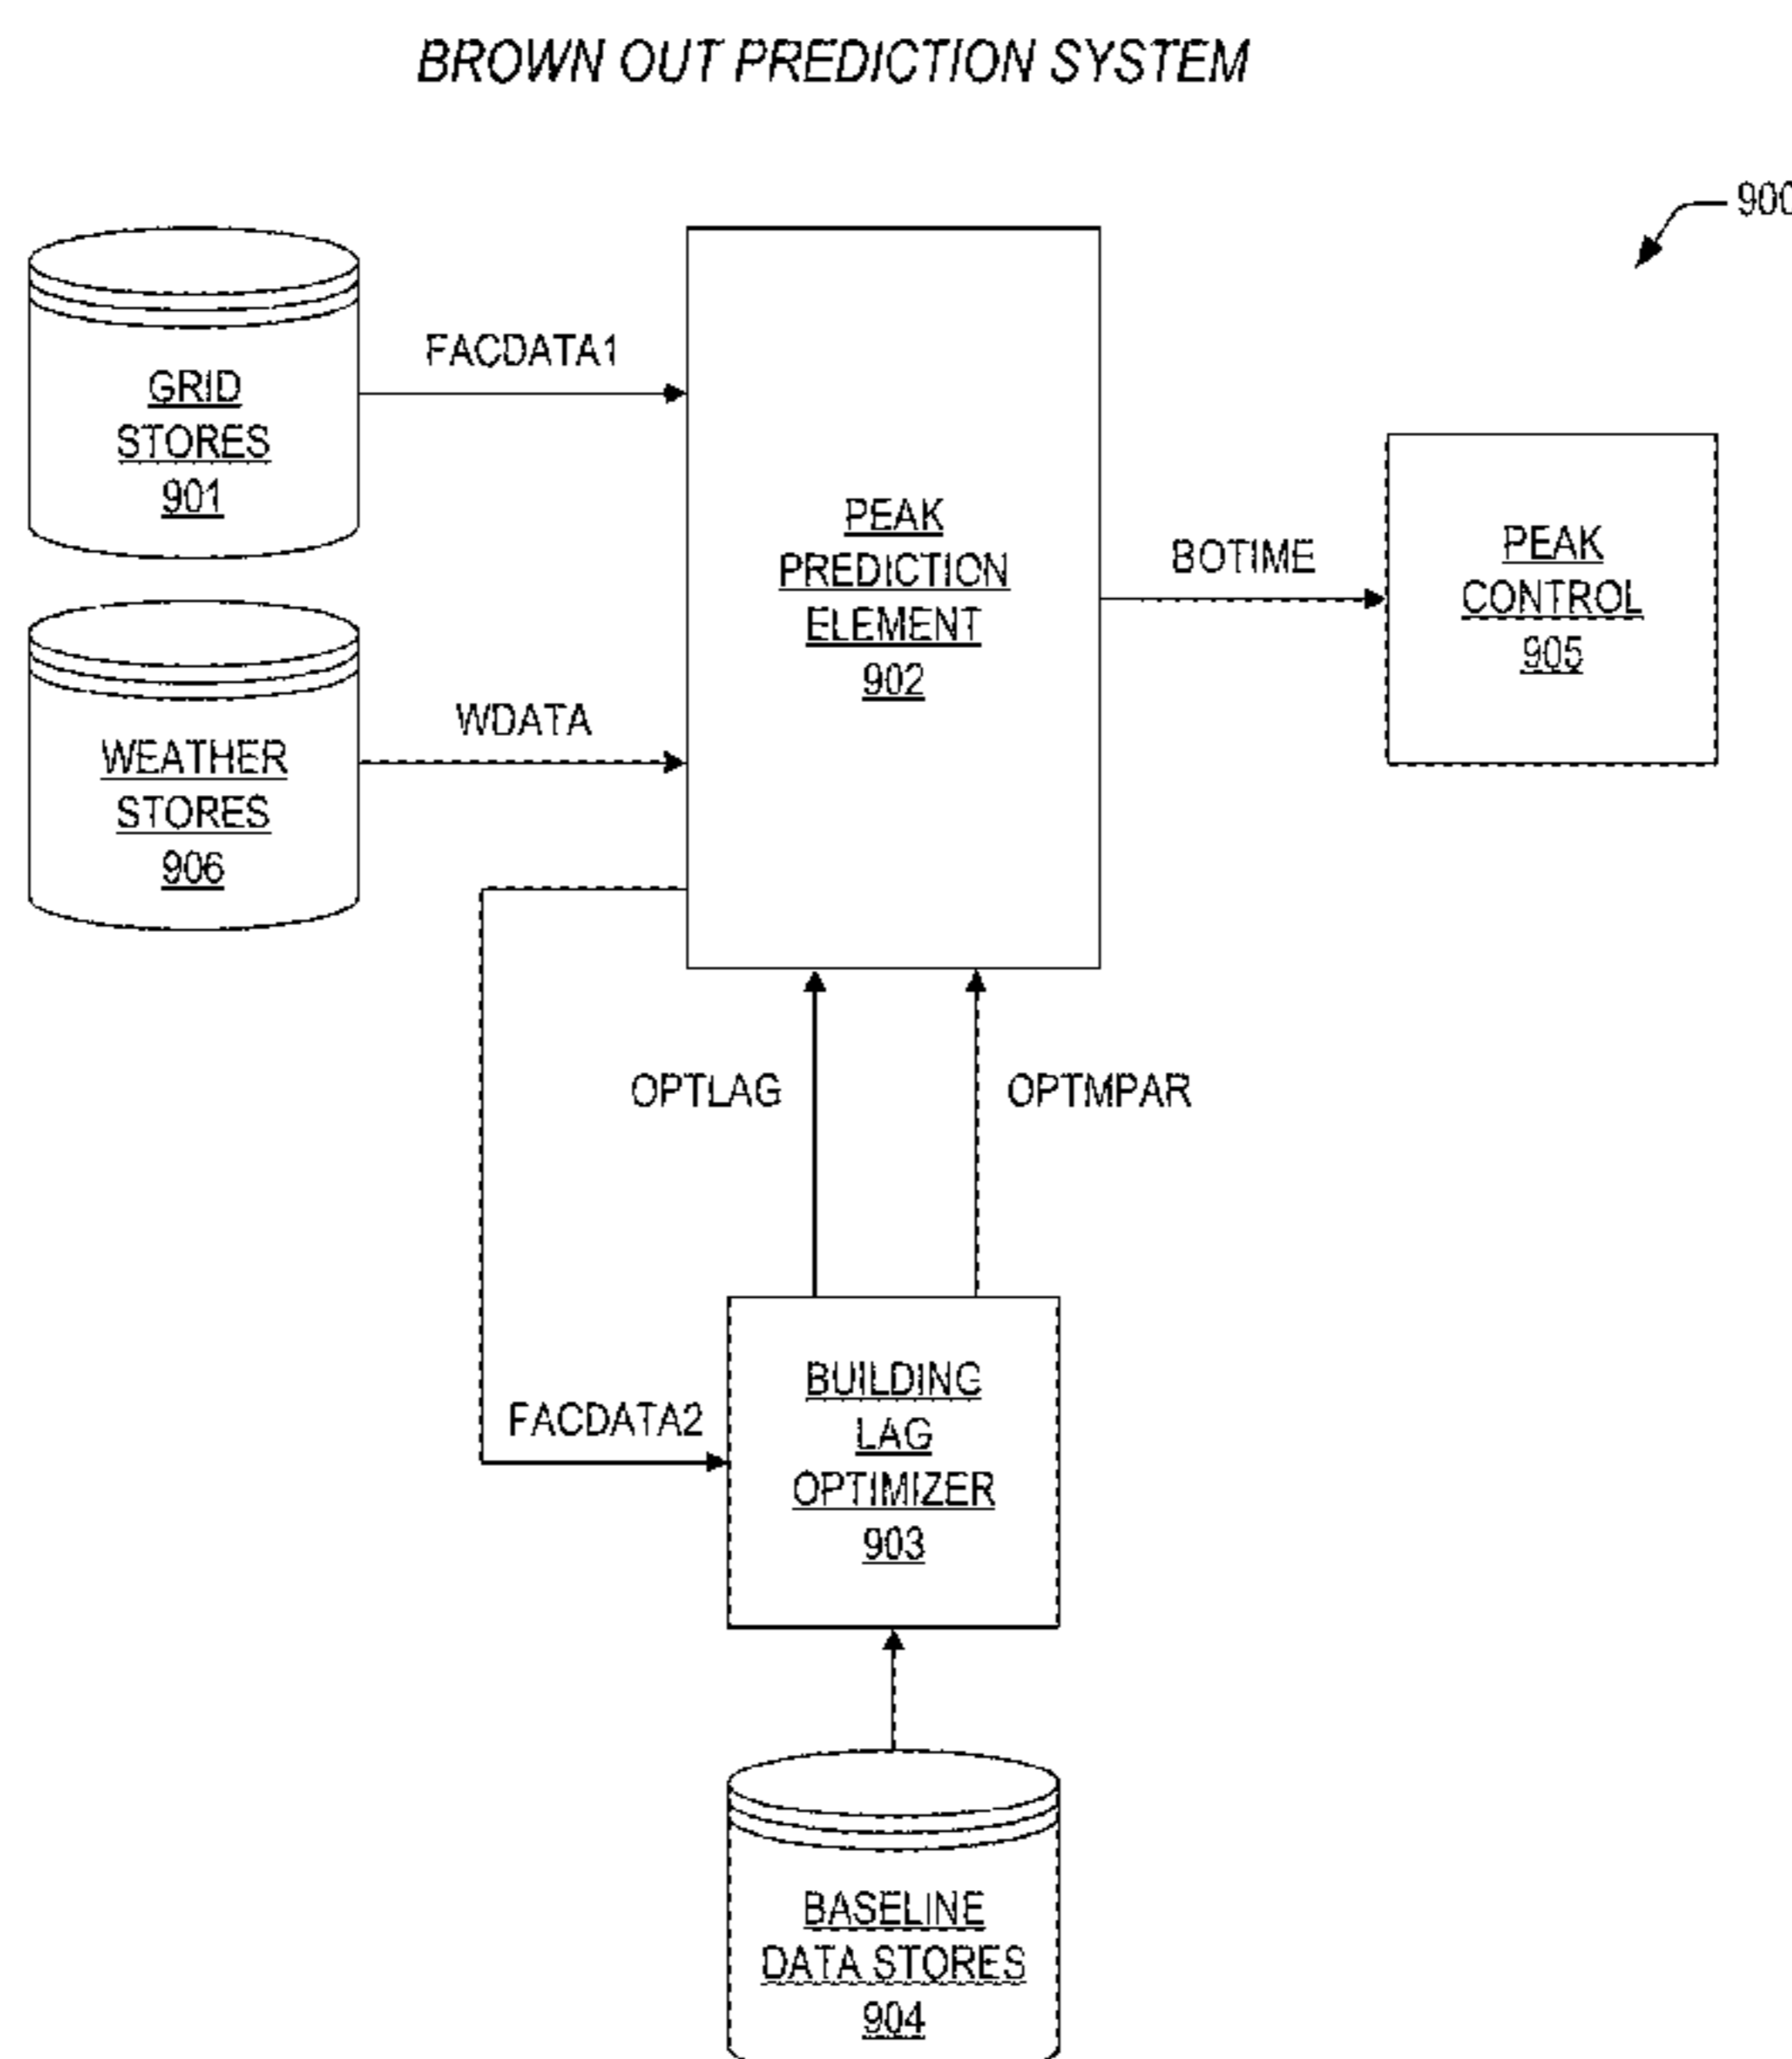 BROWN OUT PREDICTION SYSTEM
900
GRID
STORES
901
FACDATA1
PEAK
PREDICTION
ELEMENT
902
BOTIME
PEAK
CONTROL
905
WEATHER
STORES
906
WDATA
OPTLAG
OPTMPAR
FACDATA2
BUILDING
LAG
OPTIMIZER
903
BASELINE
DATA STORES
904